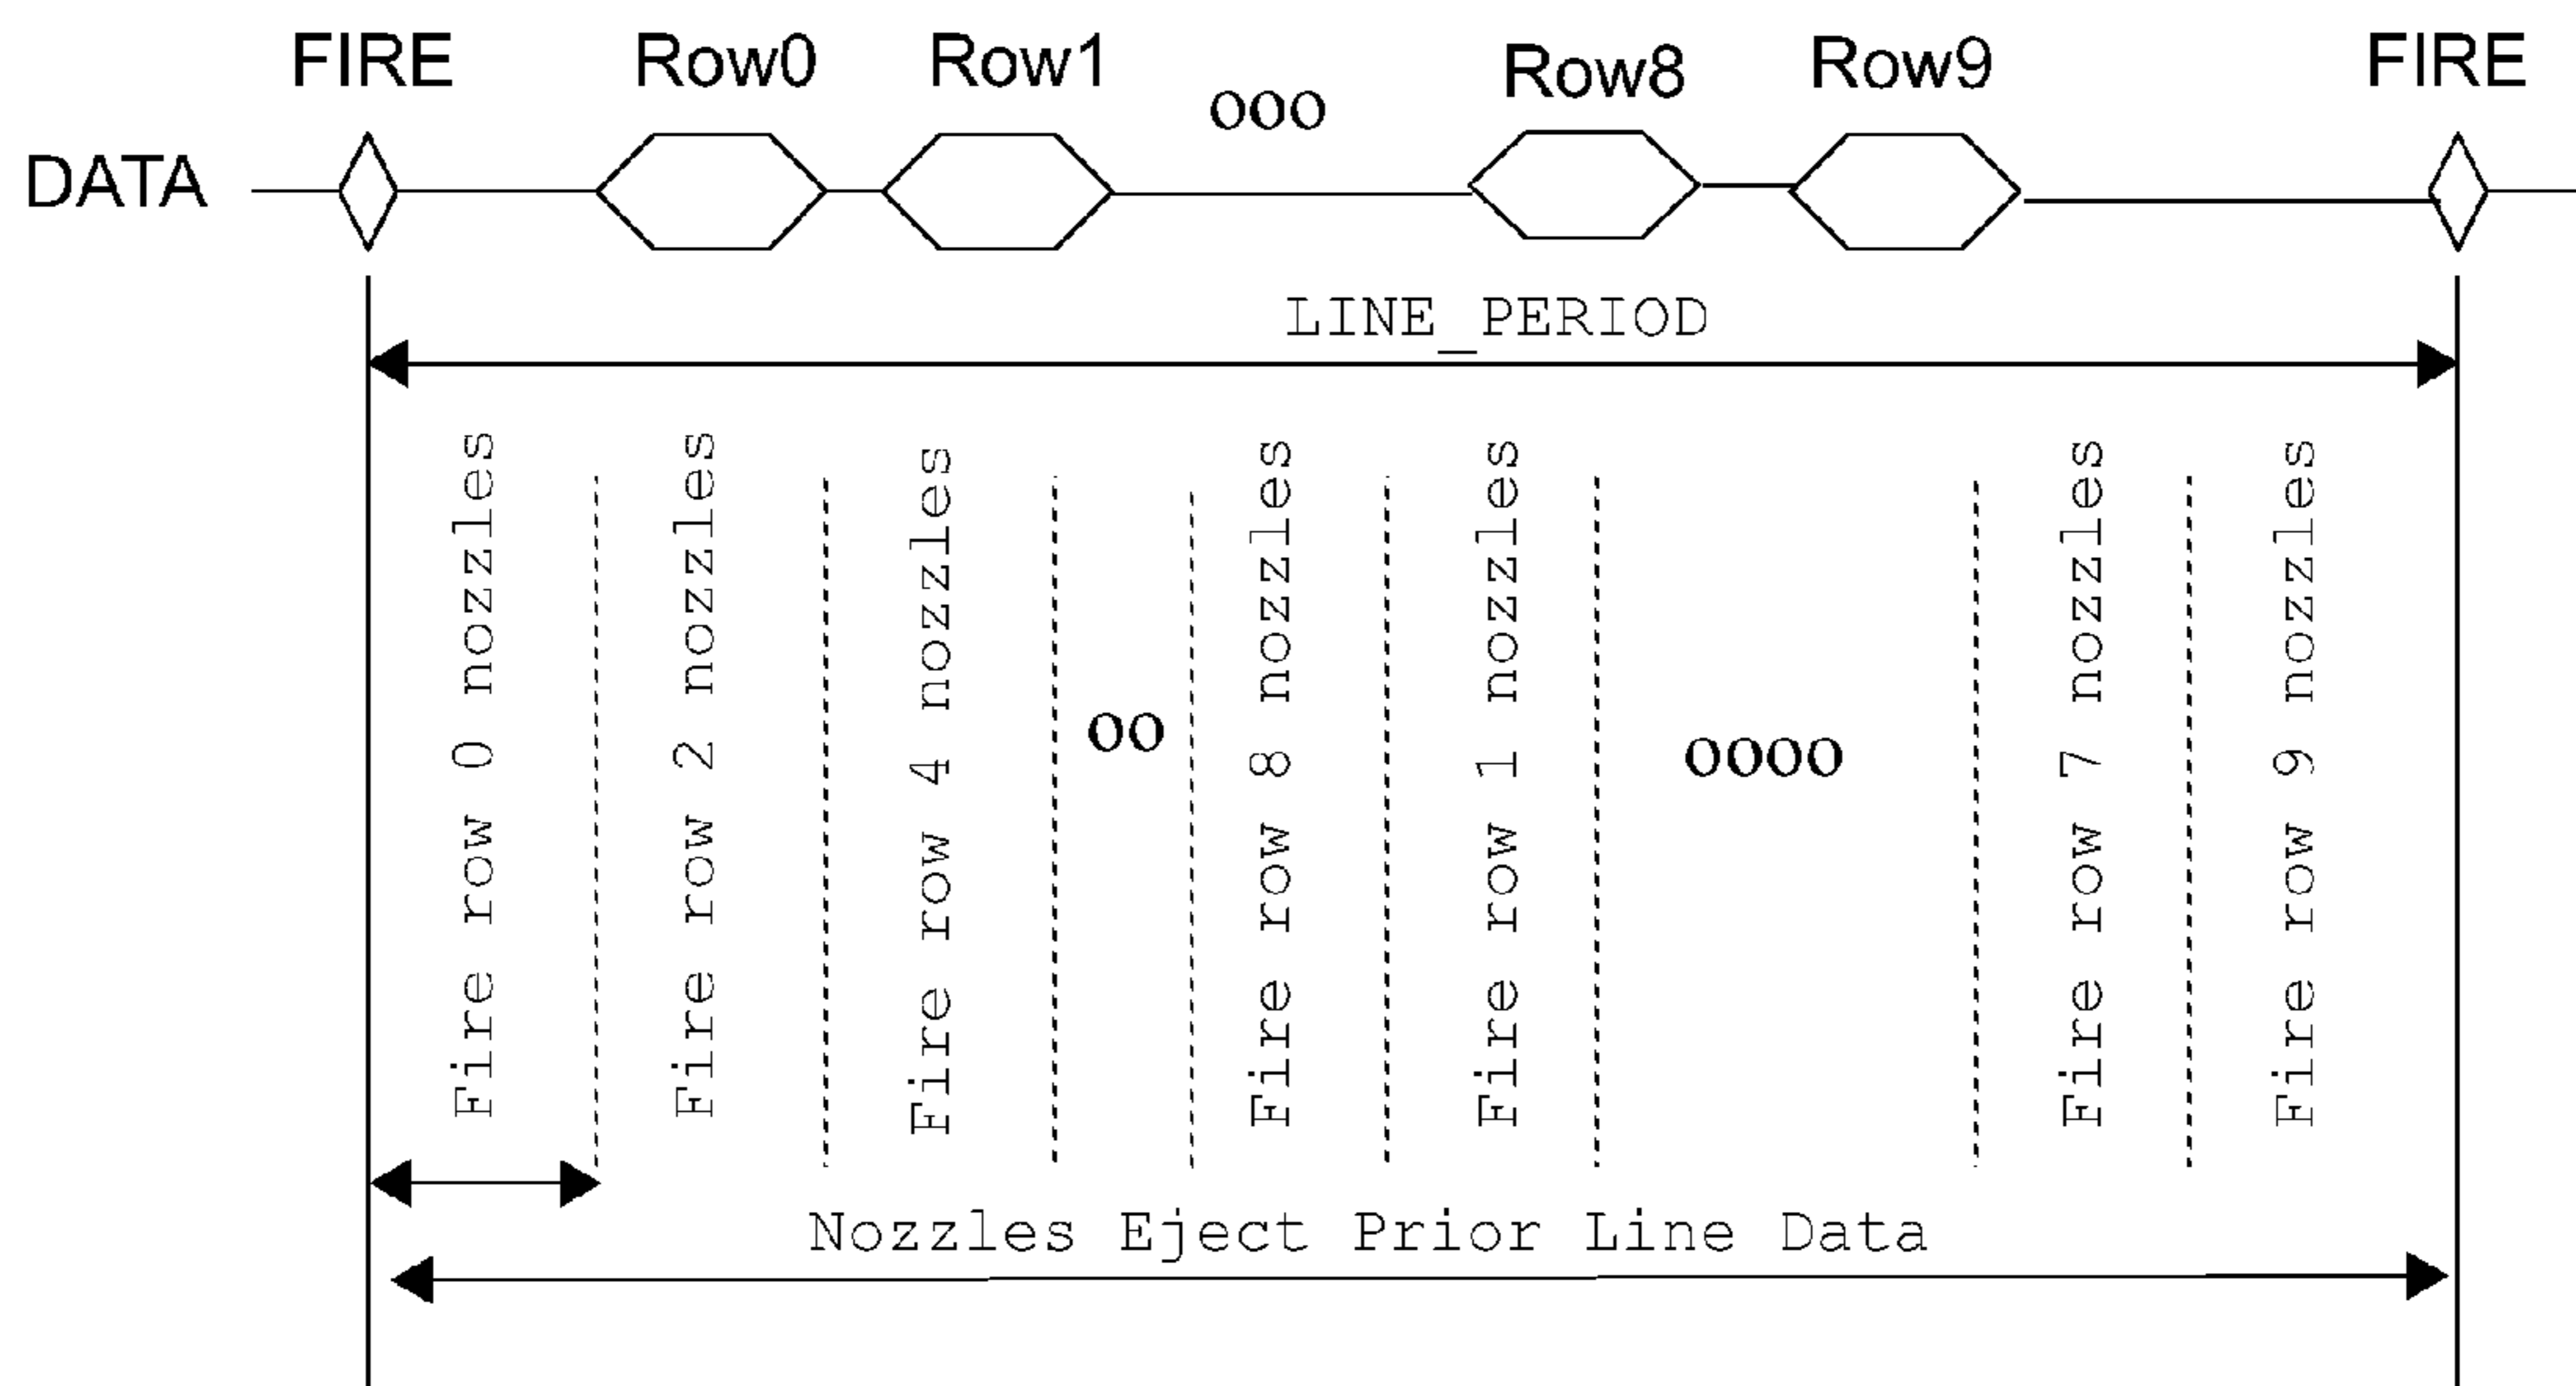 FIRE Row0 Row1 ooo Row8 Row9 FIRE
DATA
LINE_PERIOD
Fire row 0 nozzles
Fire row 2 nozzles
Fire row 4 nozzles
oo
Fire row 8 nozzles
Fire row 1 nozzles
oooo
Fire row 7 nozzles
Fire row 9 nozzles
Nozzles Eject Prior Line Data